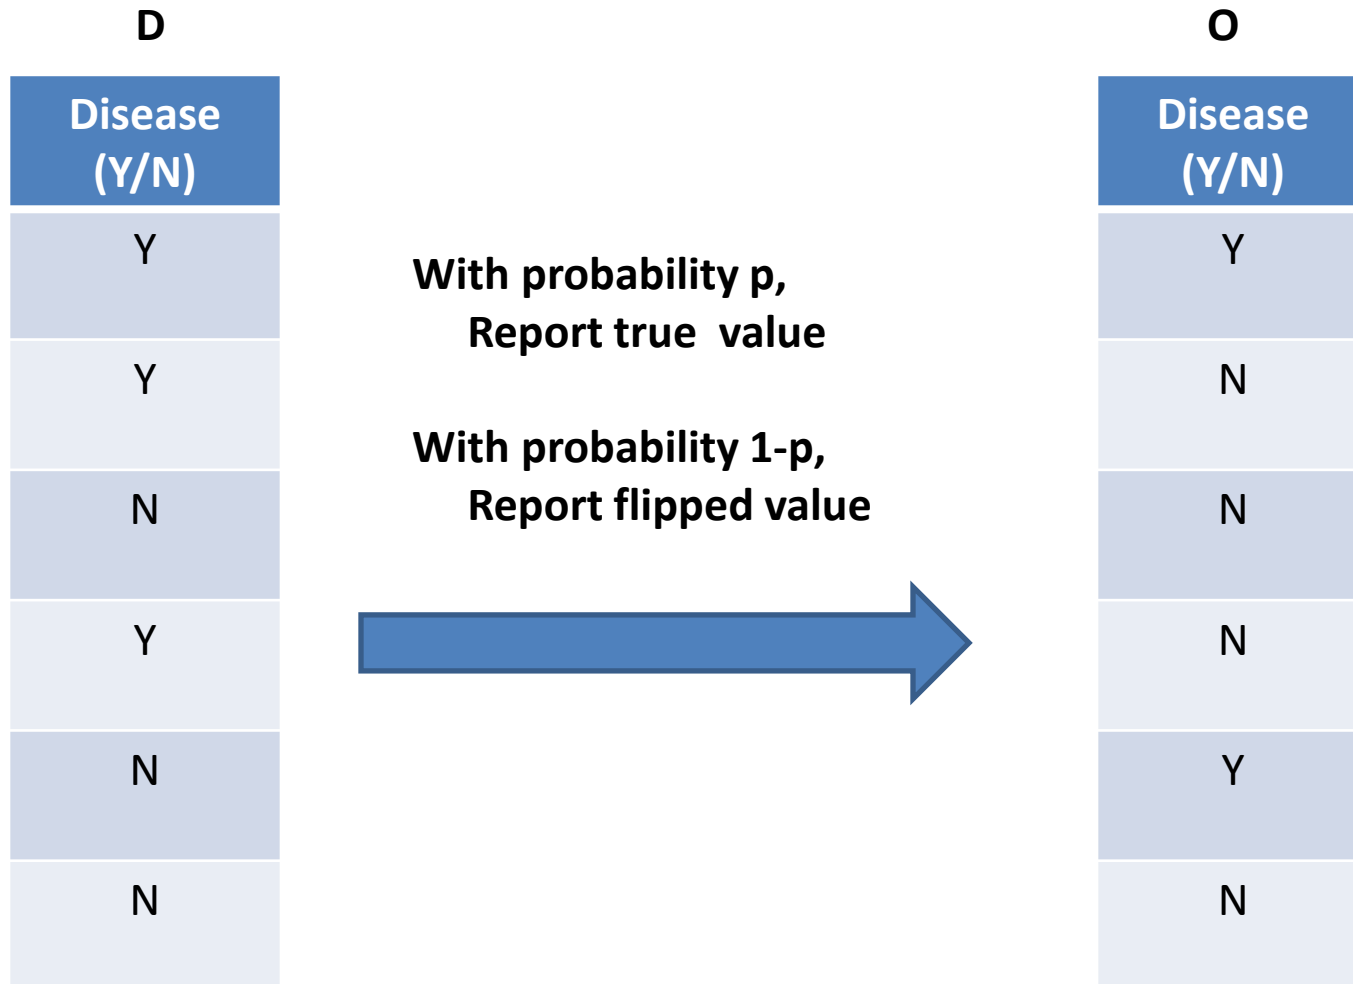 D
Disease
(Y/N)
Y
Y
N
Y
N
N
With probability p,
Report true value
With probability 1-p,
Report flipped value
O
Disease
(Y/N)
Y
N
N
N
Y
N